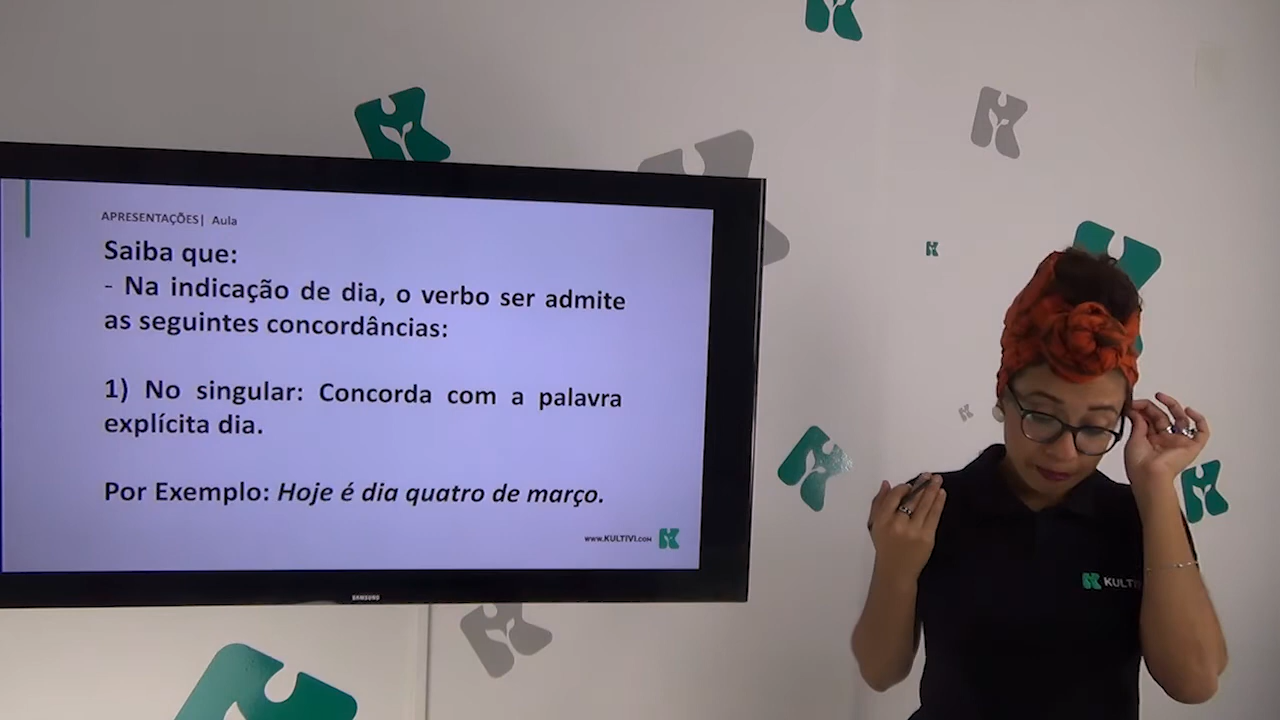 APRESENTAÇÕES| Aula
Saiba que:
- Na indicação de dia, o verbo ser admite
as seguintes concordâncias:
1) No singular: Concorda com a palavra
explícita dia.
Por Exemplo: Hoje é dia quatro de março.
www.KULTIVI.com
SAMSUNG
KULTIV